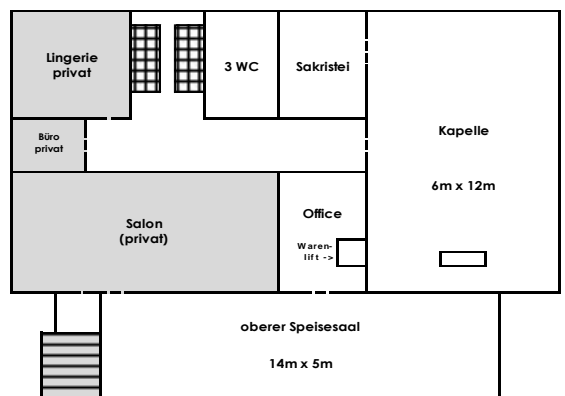 Lingerie
privat
3 WC
Sakristei
Kapelle
6m x 12m
Büro
privat
Salon
(privat)
Office
Waren-
lift ->
oberer Speisesaal
14m x 5m